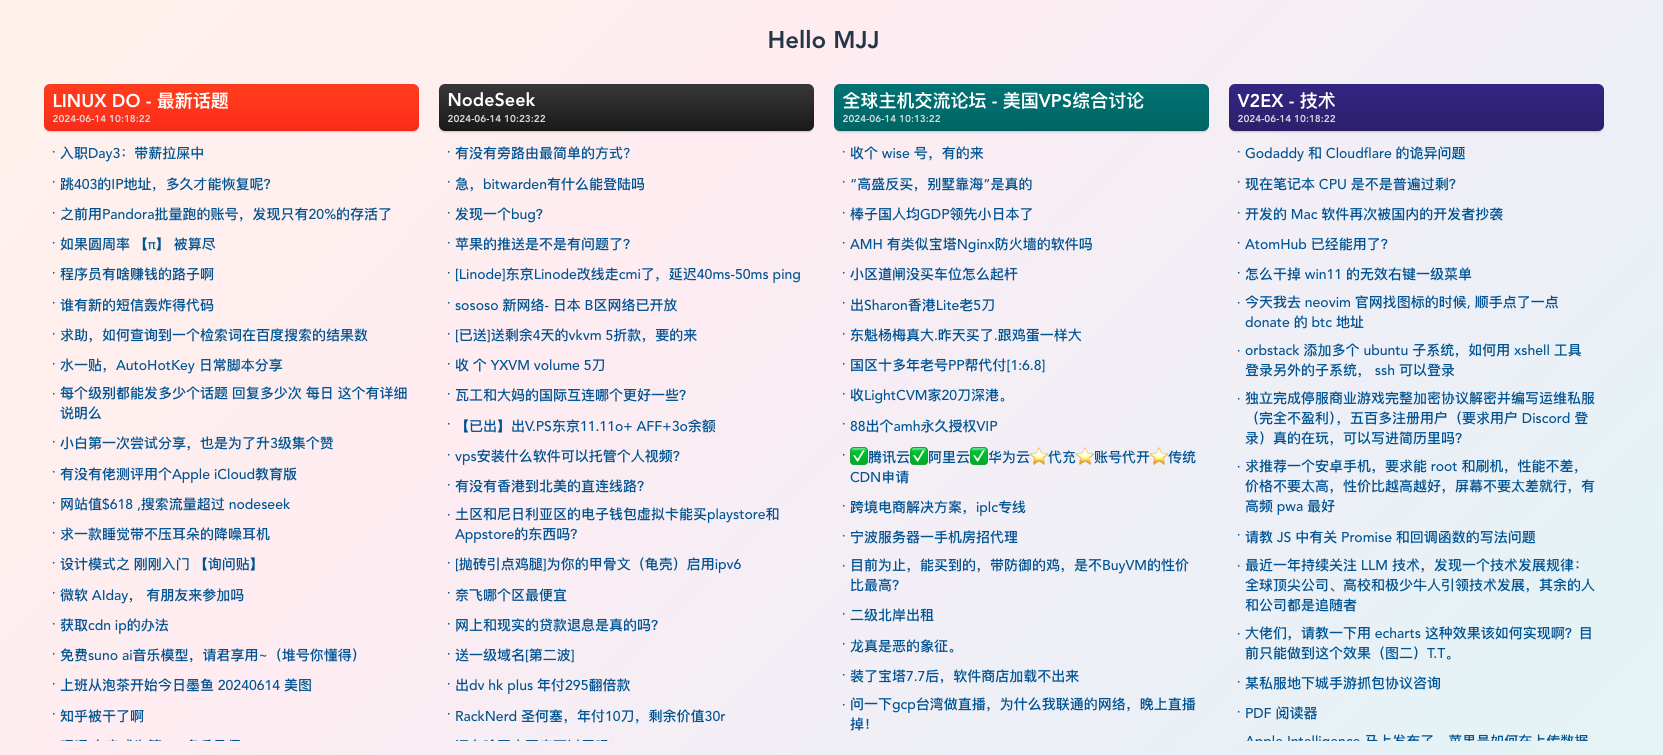 Hello MJJ
LINUX DO - 最新话题
2024-06-14 10:18:22
· 入职Day3：带薪拉屎中
· 跳403的IP地址，多久才能恢复呢？
· 之前用Pandora批量跑的账号，发现只有20%的存活了
· 如果圆周率 【π】 被算尽
· 程序员有啥赚钱的路子啊
· 谁有新的短信轰炸得代码
· 求助，如何查询到一个检索词在百度搜索的结果数
· 水一贴，AutoHotKey 日常脚本分享
· 每个级别都能发多少个话题 回复多少次 每日 这个有详细
说明么
· 小白第一次尝试分享，也是为了升3级集个赞
· 有没有佬测评用个Apple iCloud教育版
· 网站值$618 ,搜索流量超过 nodeseek
· 求一款睡觉带不压耳朵的降噪耳机
· 设计模式之 刚刚入门 【询问贴】
· 微软 AIday， 有朋友来参加吗
· 获取cdn ip的办法
· 免费suno ai音乐模型，请君享用~（堆号你懂得）
· 上班从泡茶开始今日墨鱼 20240614 美图
· 知乎被干了啊
NodeSeek
2024-06-14 10:23:22
· 有没有旁路由最简单的方式？
· 急，bitwarden有什么能登陆吗
· 发现一个bug?
· 苹果的推送是不是有问题了？
· [Linode]东京Linode改线走cmi了，延迟40ms-50ms ping
· sososo 新网络- 日本 B区网络已开放
· [已送]送剩余4天的vkvm 5折款，要的来
· 收 个 YXVM volume 5刀
· 瓦工和大妈的国际互连哪个更好一些？
· 【已出】出V.PS东京11.11o+ AFF+3o余额
· vps安装什么软件可以托管个人视频？
· 有没有香港到北美的直连线路？
· 土区和尼日利亚区的电子钱包虚拟卡能买playstore和
Appstore的东西吗？
· [抛砖引点鸡腿]为你的甲骨文（龟壳）启用ipv6
· 奈飞哪个区最便宜
· 网上和现实的贷款退息是真的吗？
· 送一级域名[第二波]
· 出dv hk plus 年付295翻倍款
· RackNerd 圣何塞，年付10刀，剩余价值30r
全球主机交流论坛 - 美国VPS综合讨论
2024-06-14 10:13:22
· 收个 wise 号，有的来
· “高盛反买，别墅靠海”是真的
· 棒子国人均GDP领先小日本了
· AMH 有类似宝塔Nginx防火墙的软件吗
· 小区道闸没买车位怎么起杆
· 出Sharon香港Lite老5刀
· 东魁杨梅真大.昨天买了.跟鸡蛋一样大
· 国区十多年老号PP帮代付[1:6.8]
· 收LightCVM家20刀深港。
· 88出个amh永久授权VIP
· ✅腾讯云✅阿里云✅华为云⭐代充⭐账号代开⭐传统
CDN申请
· 跨境电商解决方案，iplc专线
· 宁波服务器一手机房招代理
· 目前为止，能买到的，带防御的鸡，是不BuyVM的性价
比最高？
· 二级北岸出租
· 龙真是恶的象征。
· 装了宝塔7.7后，软件商店加载不出来
· 问一下gcp台湾做直播，为什么我联通的网络，晚上直播
掉！
V2EX - 技术
2024-06-14 10:18:22
· Godaddy 和 Cloudflare 的诡异问题
· 现在笔记本 CPU 是不是普遍过剩？
· 开发的 Mac 软件再次被国内的开发者抄袭
· AtomHub 已经能用了？
· 怎么干掉 win11 的无效右键一级菜单
· 今天我去 neovim 官网找图标的时候, 顺手点了一点
donate 的 btc 地址
· orbstack 添加多个 ubuntu 子系统，如何用 xshell 工具
登录另外的子系统， ssh 可以登录
· 独立完成停服商业游戏完整加密协议解密并编写运维私服
（完全不盈利），五百多注册用户（要求用户 Discord 登
录）真的在玩，可以写进简历里吗？
· 求推荐一个安卓手机，要求能 root 和刷机，性能不差，
价格不要太高，性价比越高越好，屏幕不要太差就行，有
高频 pwa 最好
· 请教 JS 中有关 Promise 和回调函数的写法问题
· 最近一年持续关注 LLM 技术，发现一个技术发展规律：
全球顶尖公司、高校和极少牛人引领技术发展，其余的人
和公司都是追随者
· 大佬们，请教一下用 echarts 这种效果该如何实现啊？目
前只能做到这个效果（图二）T.T。
· 某私服地下城手游抓包协议咨询
· PDF 阅读器
· Apple Intelligence 马上发布了，苹果是如何在上传数据